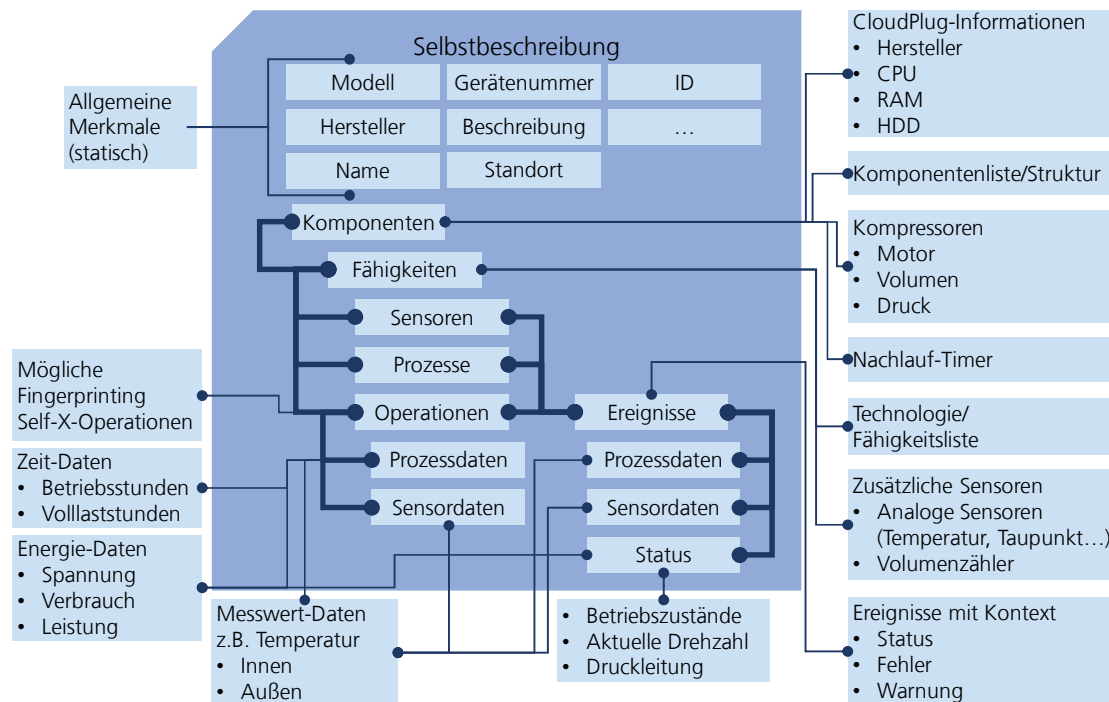 Selbstbeschreibung
Modell
Gerätenummer
ID
Hersteller
Beschreibung
…
Name
Standort
Allgemeine
Merkmale
(statisch)
Komponenten
Fähigkeiten
Sensoren
Prozesse
Operationen
Prozessdaten
Sensordaten
Ereignisse
Prozessdaten
Sensordaten
Status
Mögliche
Fingerprinting
Self-X-Operationen
Zeit-Daten
• Betriebsstunden
• Volllaststunden
Energie-Daten
• Spannung
• Verbrauch
• Leistung
Messwert-Daten
z.B. Temperatur
• Innen
• Außen
• Betriebszustände
• Aktuelle Drehzahl
• Druckleitung
CloudPlug-Informationen
• Hersteller
• CPU
• RAM
• HDD
Komponentenliste/Struktur
Kompressoren
• Motor
• Volumen
• Druck
Nachlauf-Timer
Technologie/
Fähigkeitsliste
Zusätzliche Sensoren
• Analoge Sensoren
(Temperatur, Taupunkt…)
• Volumenzähler
Ereignisse mit Kontext
• Status
• Fehler
• Warnung